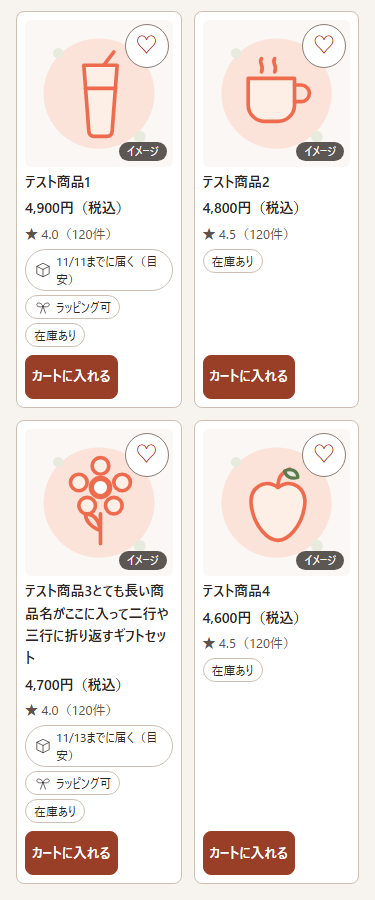 イメージ
テスト商品1
4,900円（税込）
★ 4.0（120件）
11/11までに届く（目
安）
ラッピング可
在庫あり
カートに入れる
イメージ
テスト商品2
4,800円（税込）
★ 4.5（120件）
在庫あり
カートに入れる
イメージ
テスト商品3とても長い商
品名がここに入って二行や
三行に折り返すギフトセッ
ト
4,700円（税込）
★ 4.0（120件）
11/13までに届く（目
安）
ラッピング可
在庫あり
カートに入れる
イメージ
テスト商品4
4,600円（税込）
★ 4.5（120件）
在庫あり
カートに入れる